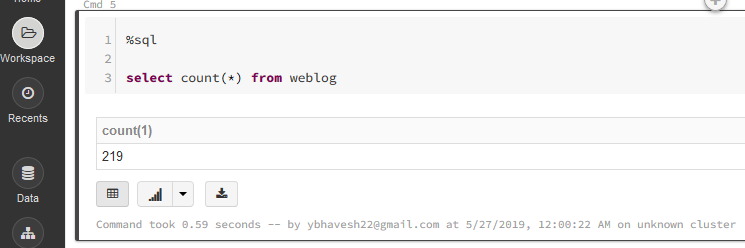 Home
Cmd 5
Workspace
1 %sql
2
3 select count(*) from weblog
Recents
count(1)
219
Data
Command took 0.59 seconds -- by ybhavesh22@gmail.com at 5/27/2019, 12:00:22 AM on unknown cluster